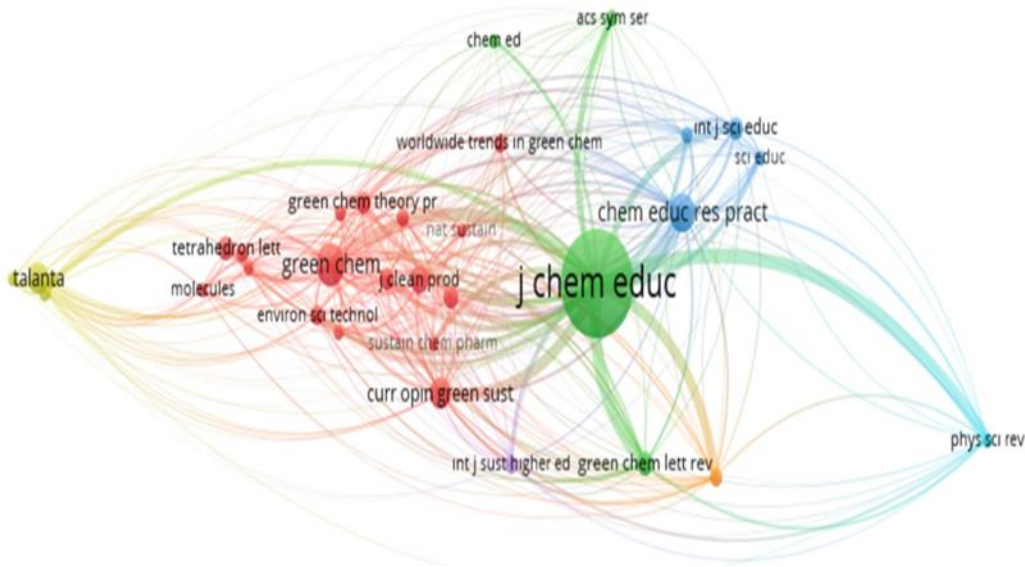 acs sym ser
chem ed
int j sci educ
worldwide trends in green chem
sci educ
green chem theory pr
chem educ res pract
nat sustain
tetrahedron lett
green chem
talanta
j clean prod
j chem educ
molecules
environ sci technol
sustain chem pharm
curr opin green sust
phys sci rev
int j sust higher ed
green chem lett rev